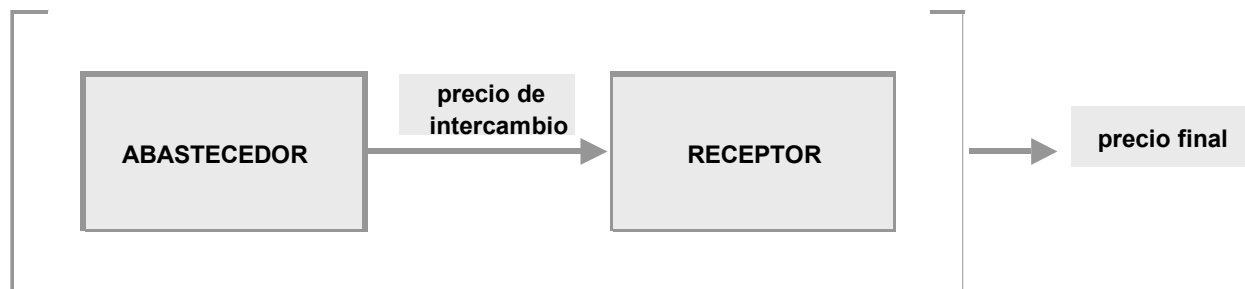 precio de
intercambio
ABASTECEDOR
RECEPTOR
precio final